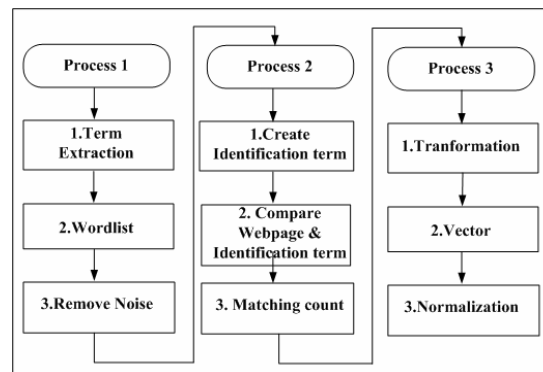 Process 1
1.Term
Extraction
2.Wordlist
3.Remove Noise
Process 2
1.Create
Identification term
2. Compare
Webpage &
Identification term
3. Matching count
Process 3
1.Tranformation
2.Vector
3.Normalization